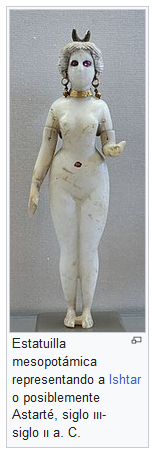 Estatuilla
mesopotámica
representando a Ishtar
o posiblemente
Astarté, siglo III-
siglo II a. C.